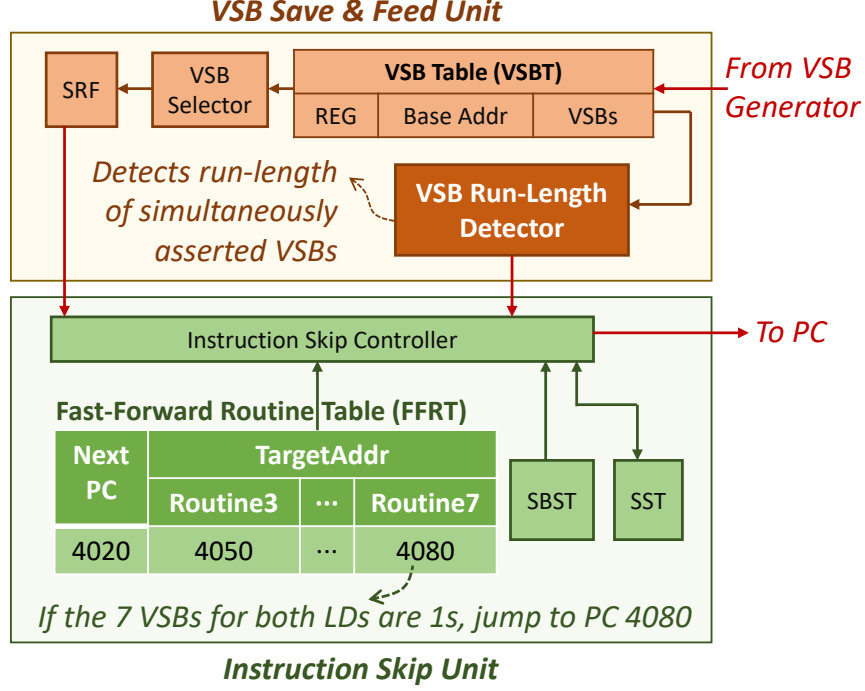 VSB Save & Feed Unit
SRF
VSB
Selector
VSB Table (VSBT)
REG
Base Addr
VSBs
From VSB
Generator
Detects run-length
of simultaneously
asserted VSBs
VSB Run-Length
Detector
Instruction Skip Controller
To PC
Fast-Forward Routine Table (FFRT)
Next
PC
TargetAddr
Routine3
...
Routine7
4020
4050
...
4080
SBST
SST
If the 7 VSBs for both LDs are 1s, jump to PC 4080
Instruction Skip Unit